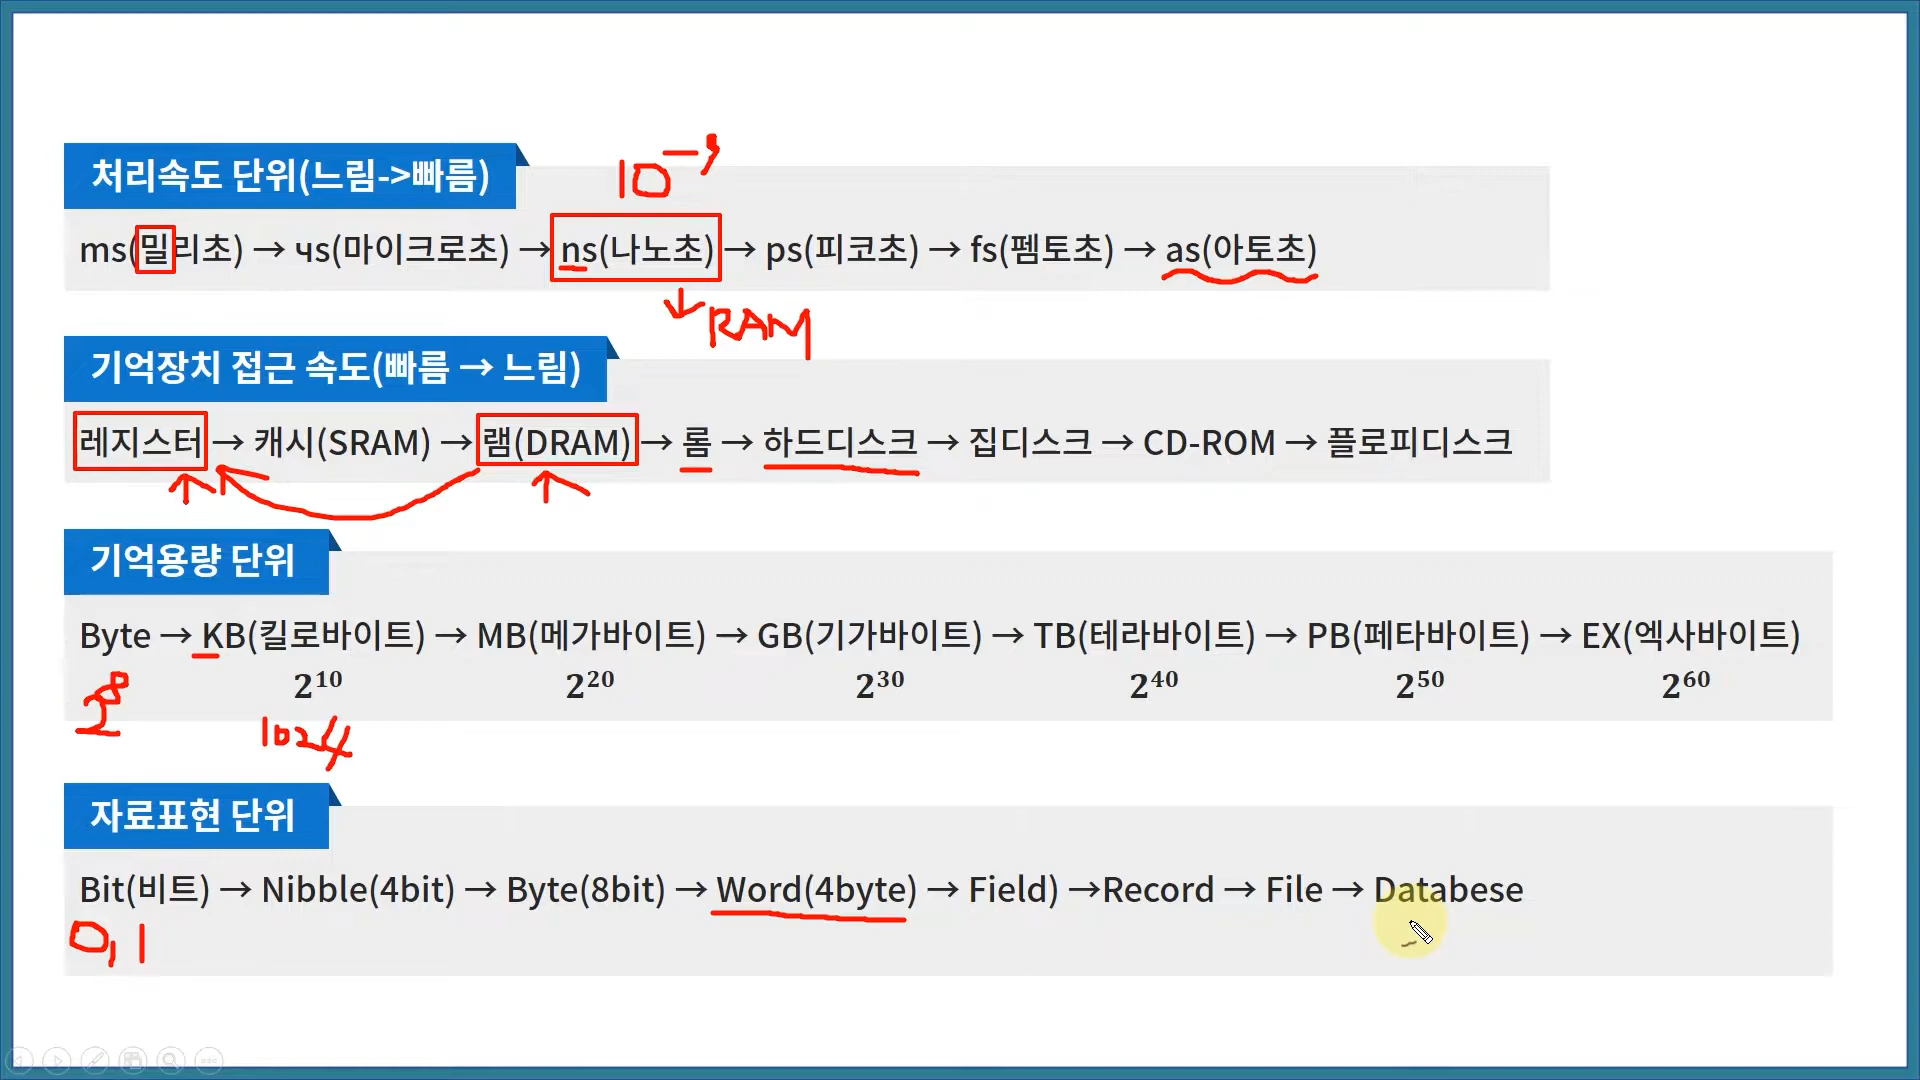 10⁻⁹
처리속도 단위(느림->빠름)
ms(밀리초) → чs(마이크로초) → ns(나노초) → ps(피코초) → fs(펨토초) → as(아토초)
RAM
기억장치 접근 속도(빠름 → 느림)
레지스터 → 캐시(SRAM) → 램(DRAM) → 롬 → 하드디스크 → 집디스크 → CD-ROM → 플로피디스크
기억용량 단위
Byte → KB(킬로바이트) → MB(메가바이트) → GB(기가바이트) → TB(테라바이트) → PB(페타바이트) → EX(엑사바이트)
2⁸ 2¹⁰ 2²⁰ 2³⁰ 2⁴⁰ 2⁵⁰ 2⁶⁰
1024
자료표현 단위
Bit(비트) → Nibble(4bit) → Byte(8bit) → Word(4byte) → Field) →Record → File → Databese
0, 1